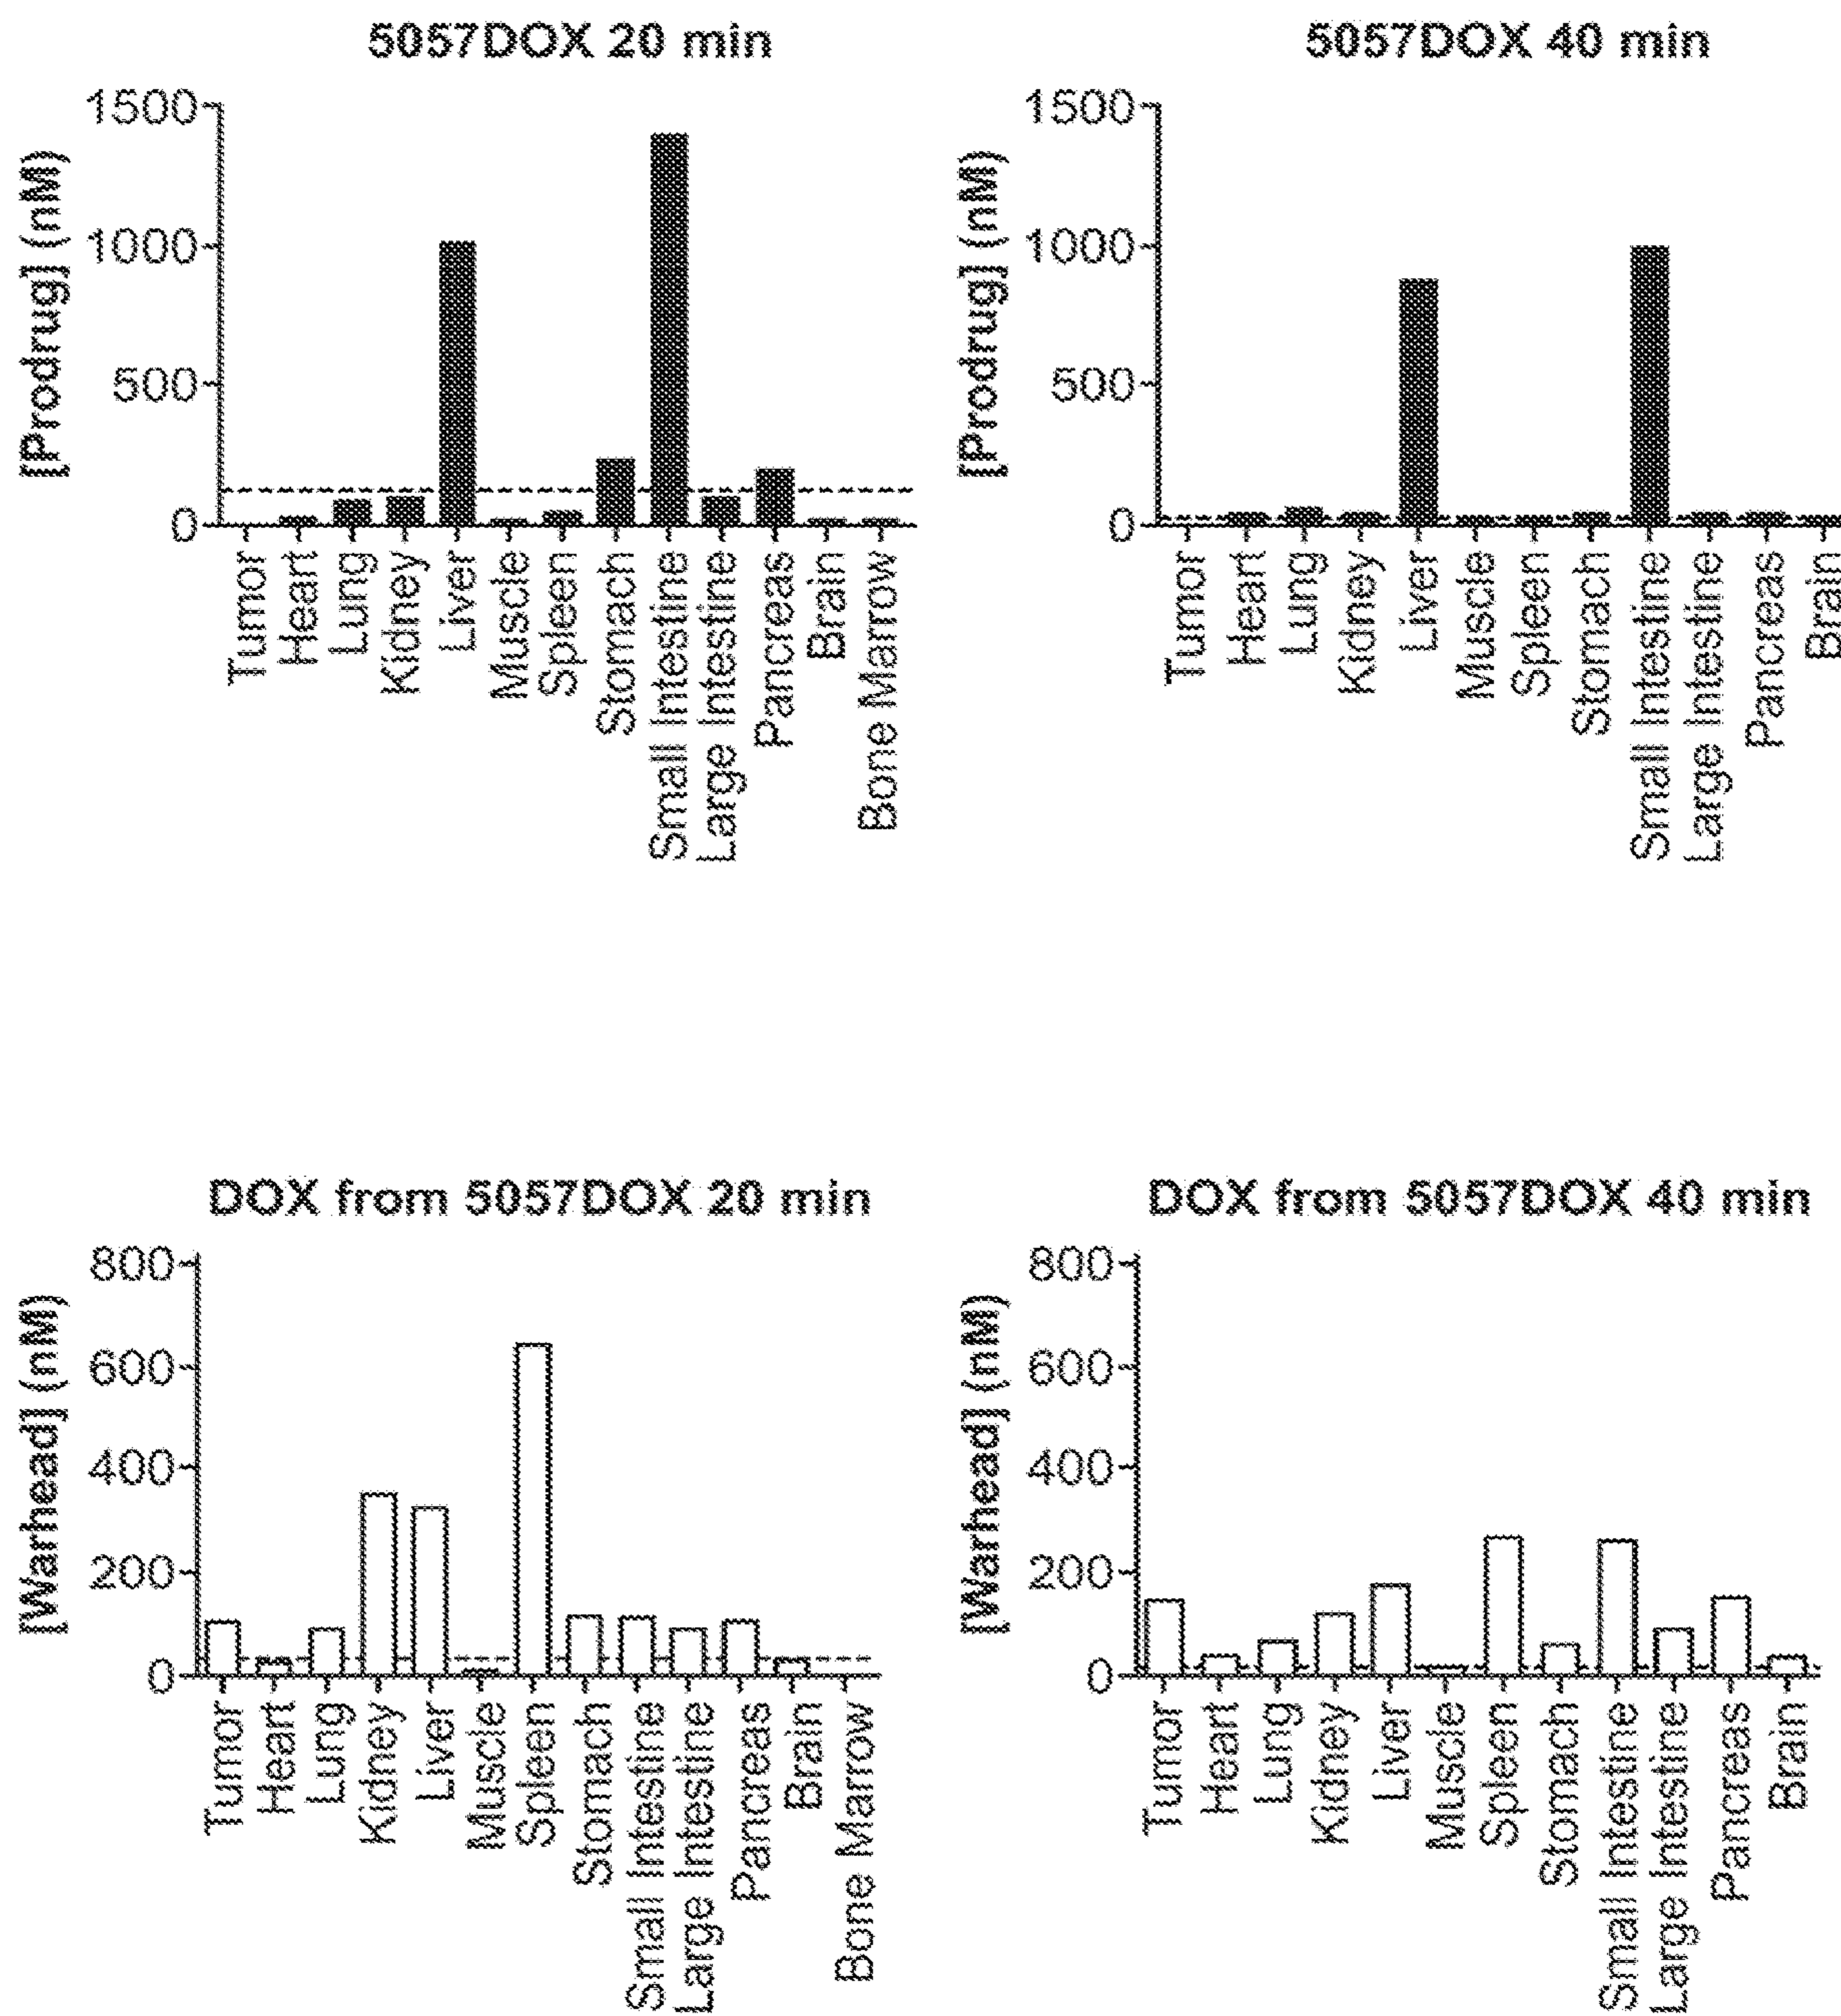 5057DOX 20 min
[Prodrug] (nM)
1500
1000
500
0
Tumor
Heart
Lung
Kidney
Liver
Muscle
Spleen
Stomach
Small Intestine
Large Intestine
Pancreas
Brain
Bone Marrow
5057DOX 40 min
[Prodrug] (nM)
1500
1000
500
0
Tumor
Heart
Lung
Kidney
Liver
Muscle
Spleen
Stomach
Small Intestine
Large Intestine
Pancreas
Brain
DOX from 5057DOX 20 min
[Warhead] (nM)
800
600
400
200
0
Tumor
Heart
Lung
Kidney
Liver
Muscle
Spleen
Stomach
Small Intestine
Large Intestine
Pancreas
Brain
Bone Marrow
DOX from 5057DOX 40 min
[Warhead] (nM)
800
600
400
200
0
Tumor
Heart
Lung
Kidney
Liver
Muscle
Spleen
Stomach
Small Intestine
Large Intestine
Pancreas
Brain